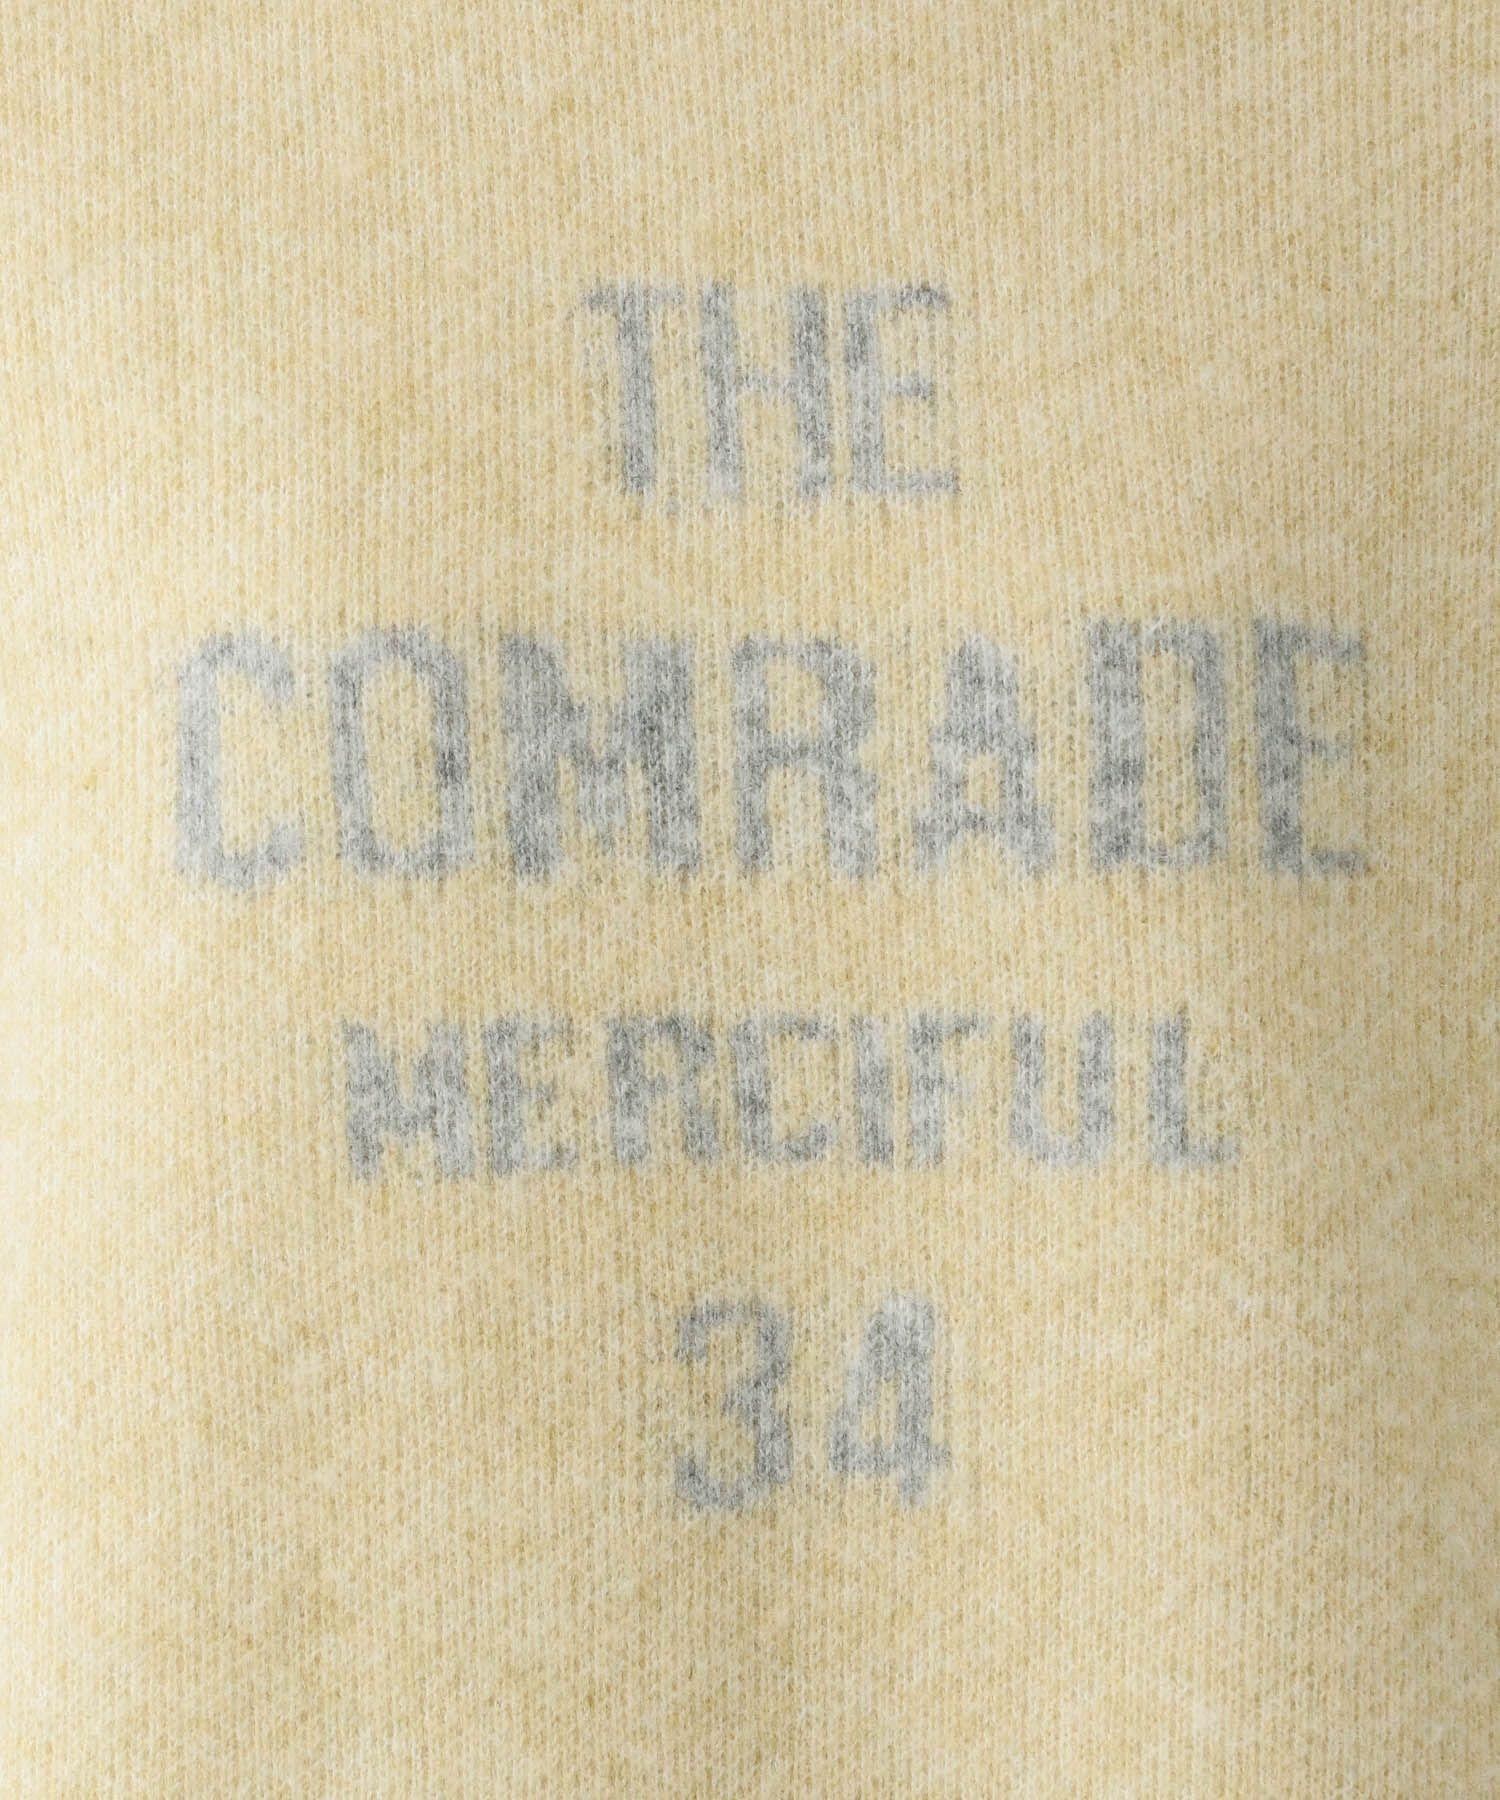 THE
COMRADE
MERCIFUL
34